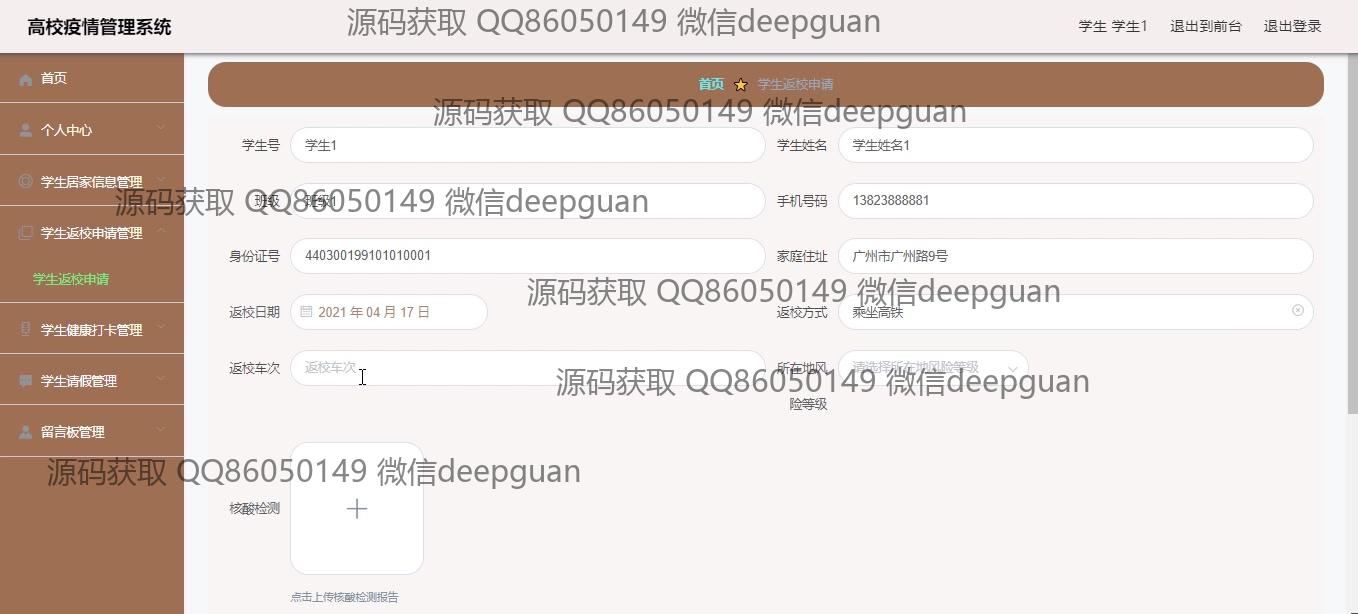 高校疫情管理系统
源码获取 QQ86050149 微信deepguan
学生 学生1 退出到前台 退出登录
首页
个人中心
学生居家信息管理
学生返校申请管理
学生返校申请
学生健康打卡管理
学生请假管理
留言板管理
首页 学生返校申请
源码获取 QQ86050149 微信deepguan
学生号 学生1 学生姓名 学生姓名1
源码获取 QQ86050149 微信deepguan
班级 班级1 手机号码 13823888881
身份证号 440300199101010001 家庭住址 广州市广州路9号
源码获取 QQ86050149 微信deepguan
返校日期 2021 年 04 月 17 日 返校方式 乘坐高铁
返校车次 返校车次 所在地风险等级 请选择所在地风险等级
源码获取 QQ86050149 微信deepguan
源码获取 QQ86050149 微信deepguan
核酸检测
点击上传核酸检测报告